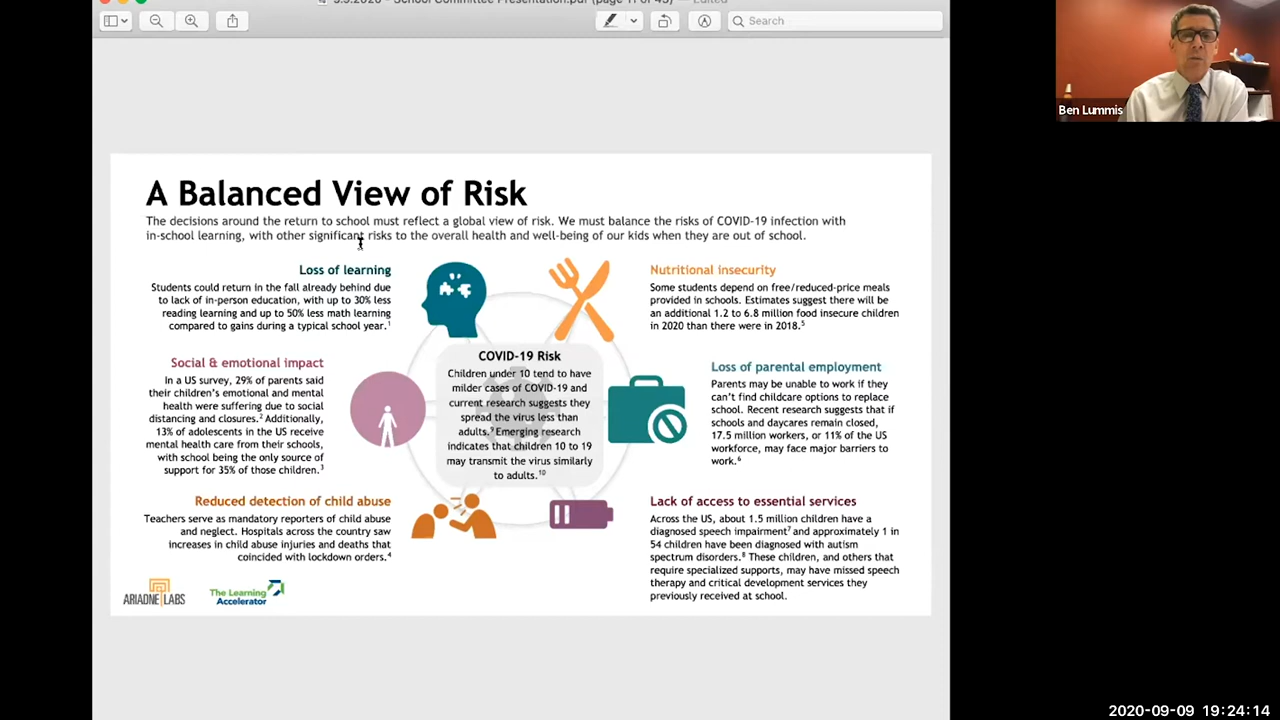 9.9.2020 - School Committee Presentation.pdf (page 11 of 43) — Edited
Search
Ben Lummis
A Balanced View of Risk
The decisions around the return to school must reflect a global view of risk. We must balance the risks of COVID-19 infection with
in-school learning, with other significant risks to the overall health and well-being of our kids when they are out of school.
Loss of learning
Students could return in the fall already behind due
to lack of in-person education, with up to 30% less
reading learning and up to 50% less math learning
compared to gains during a typical school year.1
Social & emotional impact
In a US survey, 29% of parents said
their children's emotional and mental
health were suffering due to social
distancing and closures.2 Additionally,
13% of adolescents in the US receive
mental health care from their schools,
with school being the only source of
support for 35% of those children.3
Reduced detection of child abuse
Teachers serve as mandatory reporters of child abuse
and neglect. Hospitals across the country saw
increases in child abuse injuries and deaths that
coincided with lockdown orders.4
COVID-19 Risk
Children under 10 tend to have
milder cases of COVID-19 and
current research suggests they
spread the virus less than
adults.9 Emerging research
indicates that children 10 to 19
may transmit the virus similarly
to adults.10
Nutritional insecurity
Some students depend on free/reduced-price meals
provided in schools. Estimates suggest there will be
an additional 1.2 to 6.8 million food insecure children
in 2020 than there were in 2018.5
Loss of parental employment
Parents may be unable to work if they
can't find childcare options to replace
school. Recent research suggests that if
schools and daycares remain closed,
17.5 million workers, or 11% of the US
workforce, may face major barriers to
work.6
Lack of access to essential services
Across the US, about 1.5 million children have a
diagnosed speech impairment7 and approximately 1 in
54 children have been diagnosed with autism
spectrum disorders.8 These children, and others that
require specialized supports, may have missed speech
therapy and critical development services they
previously received at school.
ARIADNE LABS
The Learning
Accelerator
2020-09-09 19:24:14